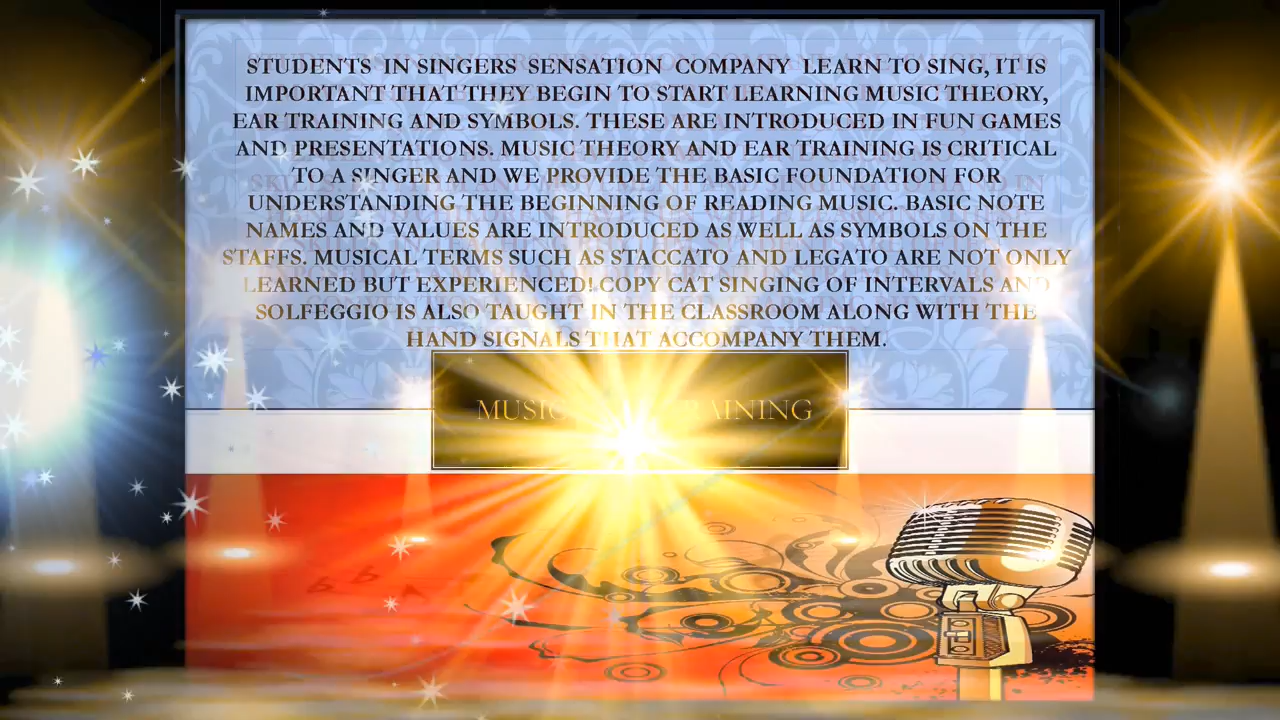 STUDENTS IN SINGERS SENSATION COMPANY LEARN TO SING, IT IS
IMPORTANT THAT THEY BEGIN TO START LEARNING MUSIC THEORY,
EAR TRAINING AND SYMBOLS. THESE ARE INTRODUCED IN FUN GAMES
AND PRESENTATIONS. MUSIC THEORY AND EAR TRAINING IS CRITICAL
TO A SINGER AND WE PROVIDE THE BASIC FOUNDATION FOR
UNDERSTANDING THE BEGINNING OF READING MUSIC. BASIC NOTE
NAMES AND VALUES ARE INTRODUCED AS WELL AS SYMBOLS ON THE
STAFFS. MUSICAL TERMS SUCH AS STACCATO AND LEGATO ARE NOT ONLY
LEARNED BUT EXPERIENCED! COPY CAT SINGING OF INTERVALS AND
SOLFEGGIO IS ALSO TAUGHT IN THE CLASSROOM ALONG WITH THE
HAND SIGNALS THAT ACCOMPANY THEM.
MUSIC TRAINING